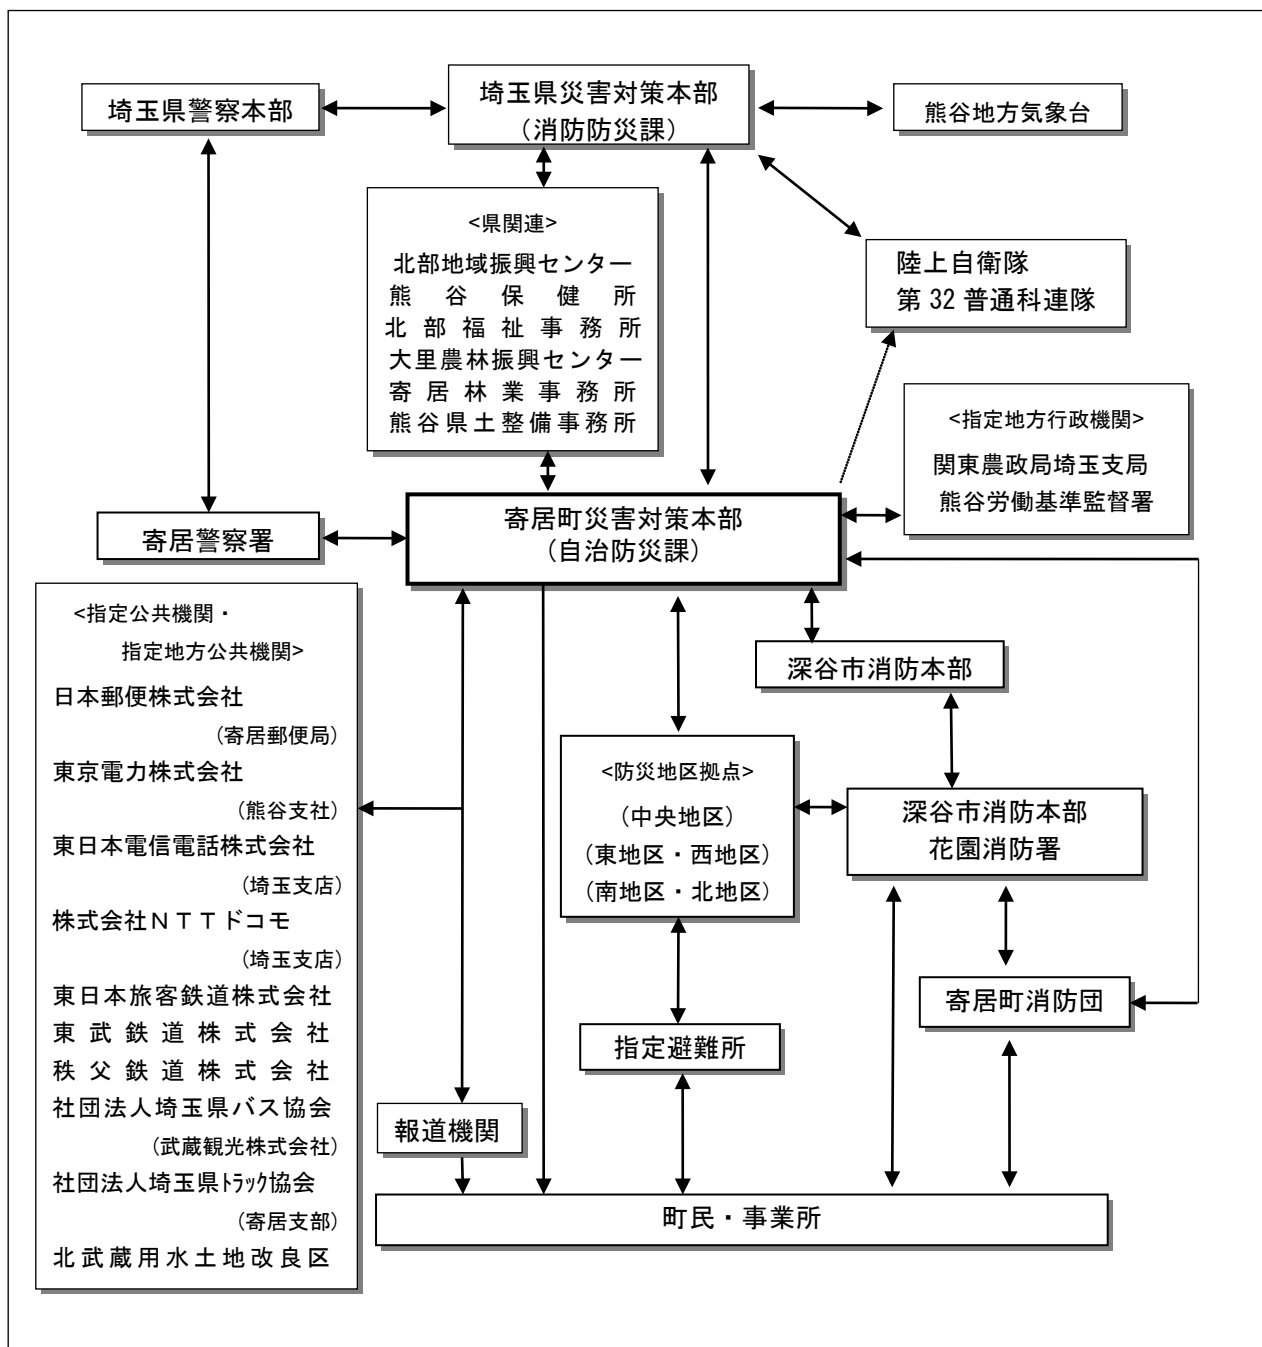 埼玉県警察本部
埼玉県災害対策本部
（消防防災課）
熊谷地方気象台
<県関連>
北部地域振興センター
熊谷保健所
北部福祉事務所
大里農林振興センター
寄居林業事務所
熊谷県土整備事務所
陸上自衛隊
第32普通科連隊
<指定地方行政機関>
関東農政局埼玉支局
熊谷労働基準監督署
寄居町災害対策本部
（自治防災課）
寄居警察署
<指定公共機関・
指定地方公共機関>
日本郵便株式会社
（寄居郵便局）
東京電力株式会社
（熊谷支社）
東日本電信電話株式会社
（埼玉支店）
株式会社ＮＴＴドコモ
（埼玉支店）
東日本旅客鉄道株式会社
東武鉄道株式会社
秩父鉄道株式会社
社団法人埼玉県バス協会
（武蔵観光株式会社）
社団法人埼玉県ﾄﾗｯｸ協会
（寄居支部）
北武蔵用水土地改良区
深谷市消防本部
<防災地区拠点>
（中央地区）
（東地区・西地区）
（南地区・北地区）
深谷市消防本部
花園消防署
寄居町消防団
指定避難所
報道機関
町民・事業所